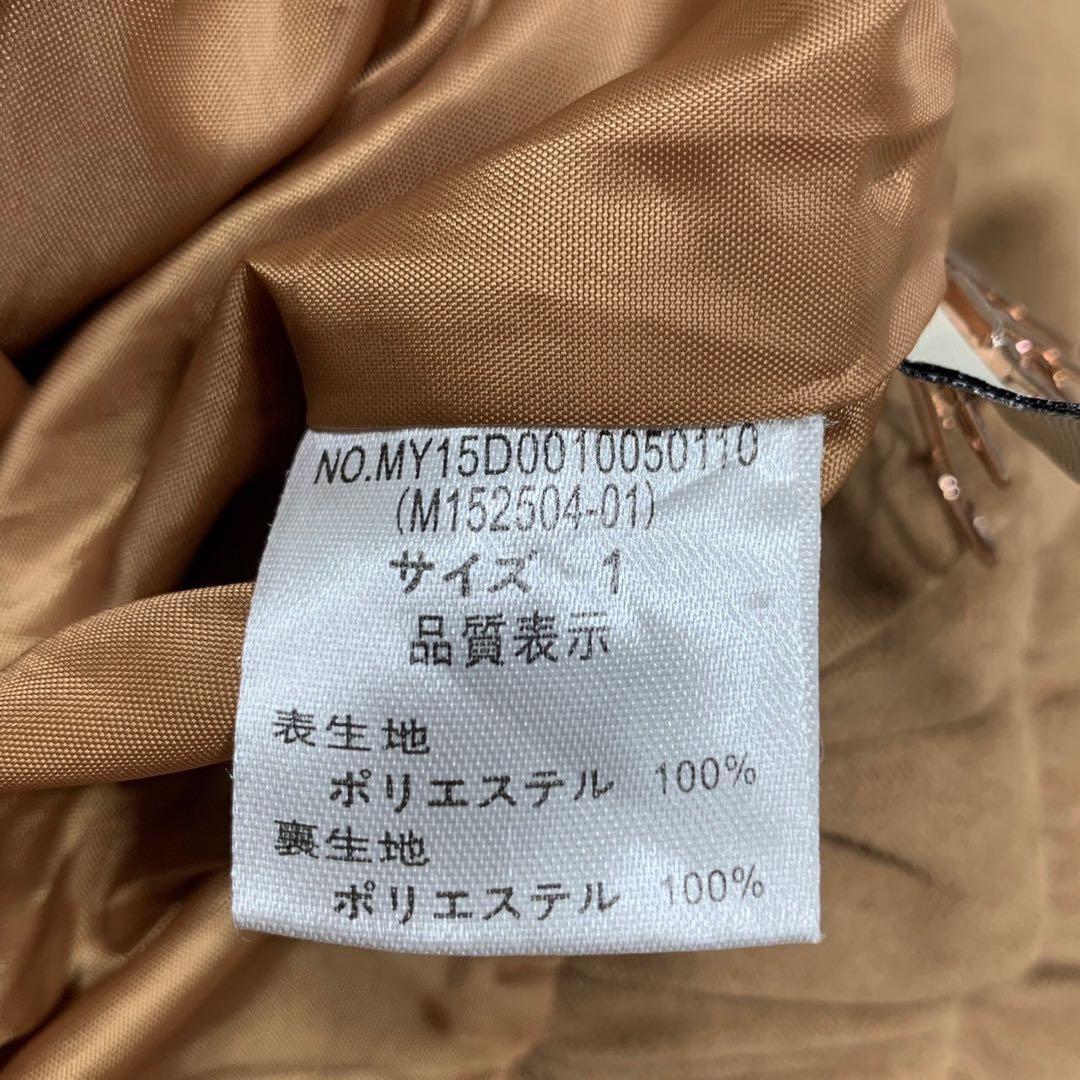 NO.MY15D0010050110
(M152504-01)
サイズ 1
品質表示
表生地
ポリエステル 100%
裏生地
ポリエステル 100%